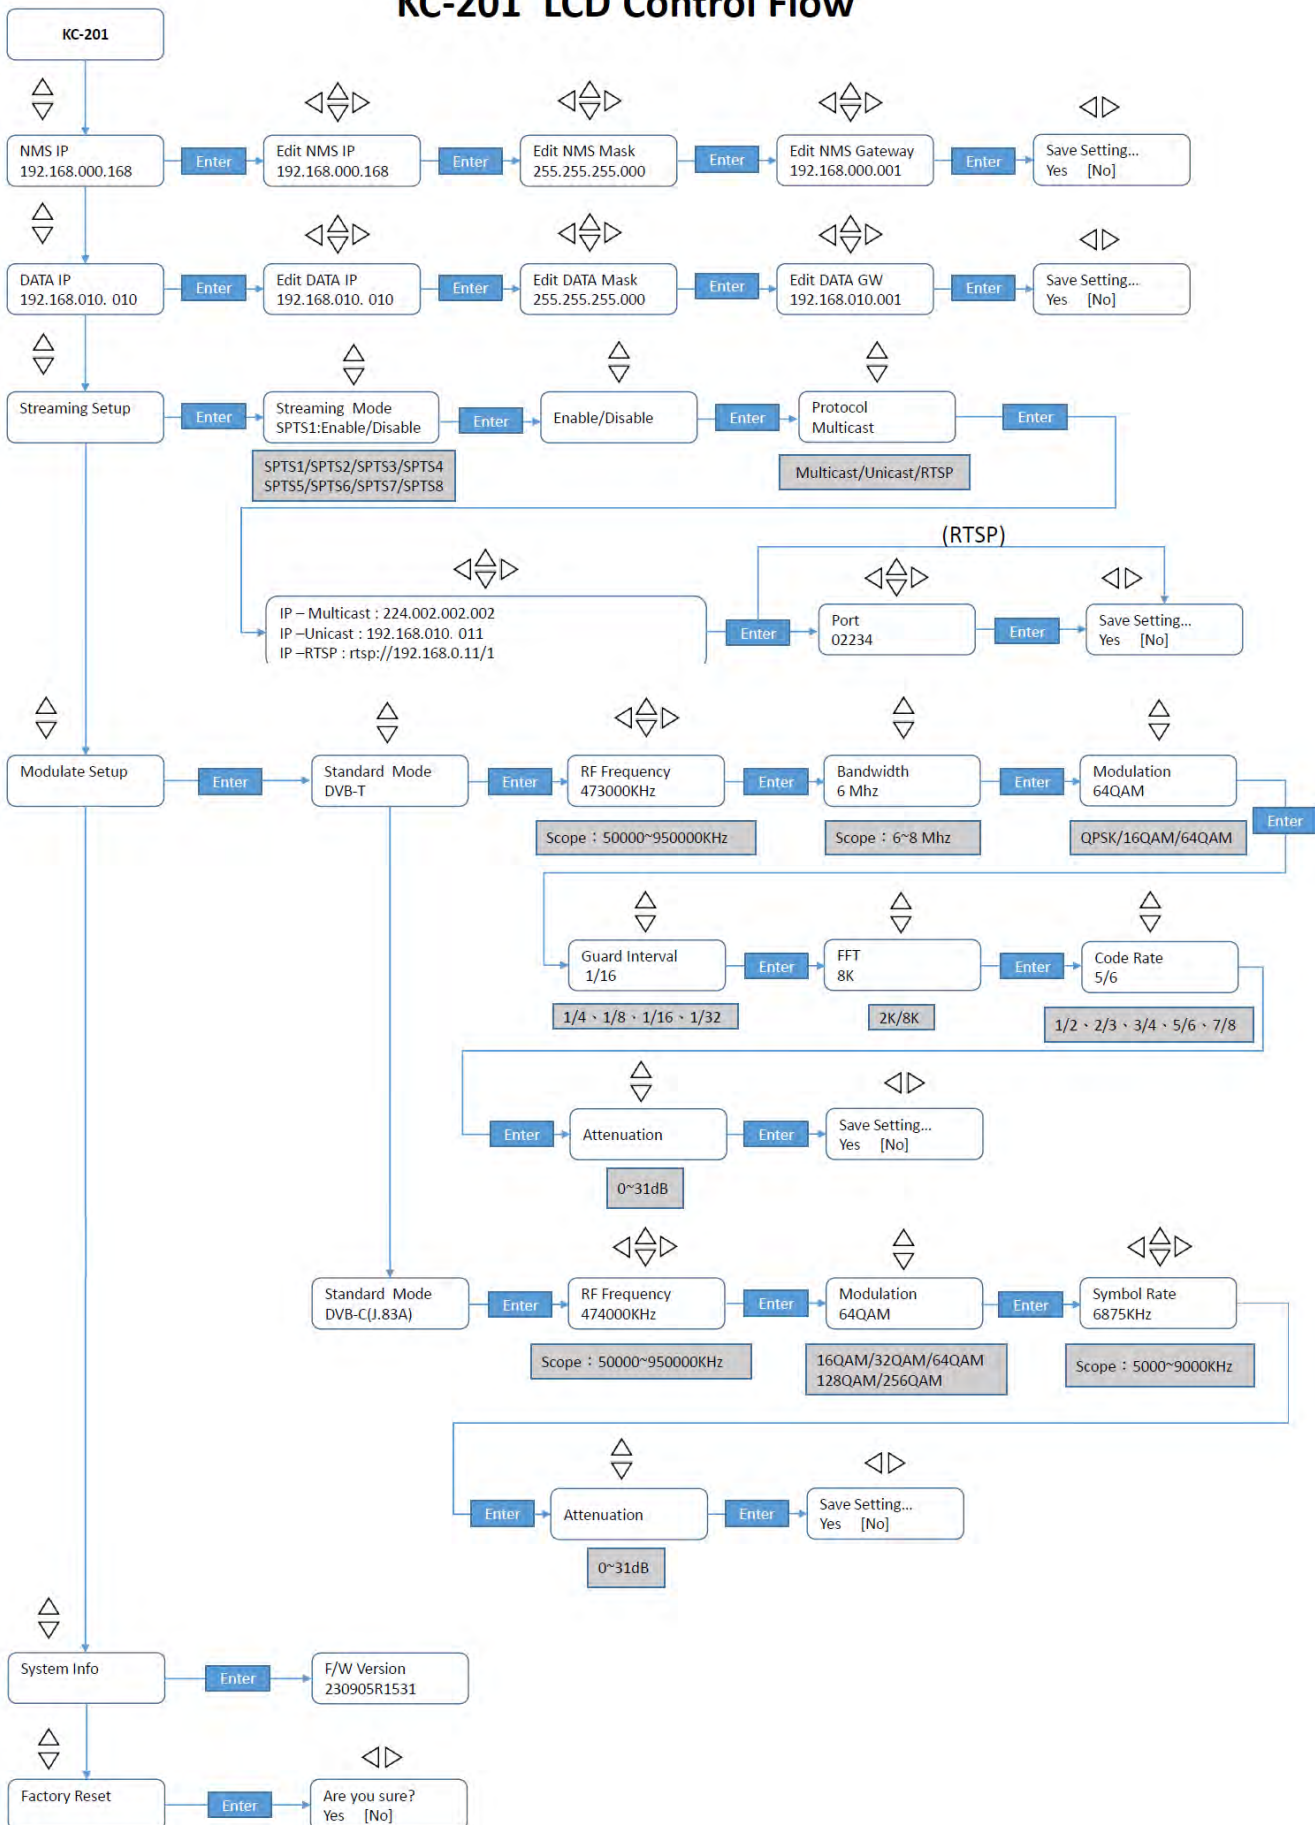 KC-201 LCD Control Flow
KC-201
NMS IP
192.168.000.168
Enter
Edit NMS IP
192.168.000.168
Enter
Edit NMS Mask
255.255.255.000
Enter
Edit NMS Gateway
192.168.000.001
Enter
Save Setting...
Yes [No]
DATA IP
192.168.010. 010
Enter
Edit DATA IP
192.168.010. 010
Enter
Edit DATA Mask
255.255.255.000
Enter
Edit DATA GW
192.168.010.001
Enter
Save Setting...
Yes [No]
Streaming Setup
Enter
Streaming Mode
SPTS1:Enable/Disable
Enter
Enable/Disable
Enter
Protocol
Multicast
Enter
SPTS1/SPTS2/SPTS3/SPTS4
SPTS5/SPTS6/SPTS7/SPTS8
Multicast/Unicast/RTSP
(RTSP)
IP – Multicast : 224.002.002.002
IP –Unicast : 192.168.010. 011
IP –RTSP : rtsp://192.168.0.11/1
Enter
Port
02234
Enter
Save Setting...
Yes [No]
Modulate Setup
Enter
Standard Mode
DVB-T
Enter
RF Frequency
473000KHz
Enter
Bandwidth
6 Mhz
Enter
Modulation
64QAM
Enter
Scope：50000~950000KHz
Scope：6~8 Mhz
QPSK/16QAM/64QAM
Guard Interval
1/16
Enter
FFT
8K
Enter
Code Rate
5/6
1/4、1/8、1/16、1/32
2K/8K
1/2、2/3、3/4、5/6、7/8
Enter
Attenuation
Enter
Save Setting...
Yes [No]
0~31dB
Standard Mode
DVB-C(J.83A)
Enter
RF Frequency
474000KHz
Enter
Modulation
64QAM
Enter
Symbol Rate
6875KHz
Scope：50000~950000KHz
16QAM/32QAM/64QAM
128QAM/256QAM
Scope：5000~9000KHz
Enter
Attenuation
Enter
Save Setting...
Yes [No]
0~31dB
System Info
Enter
F/W Version
230905R1531
Factory Reset
Enter
Are you sure?
Yes [No]